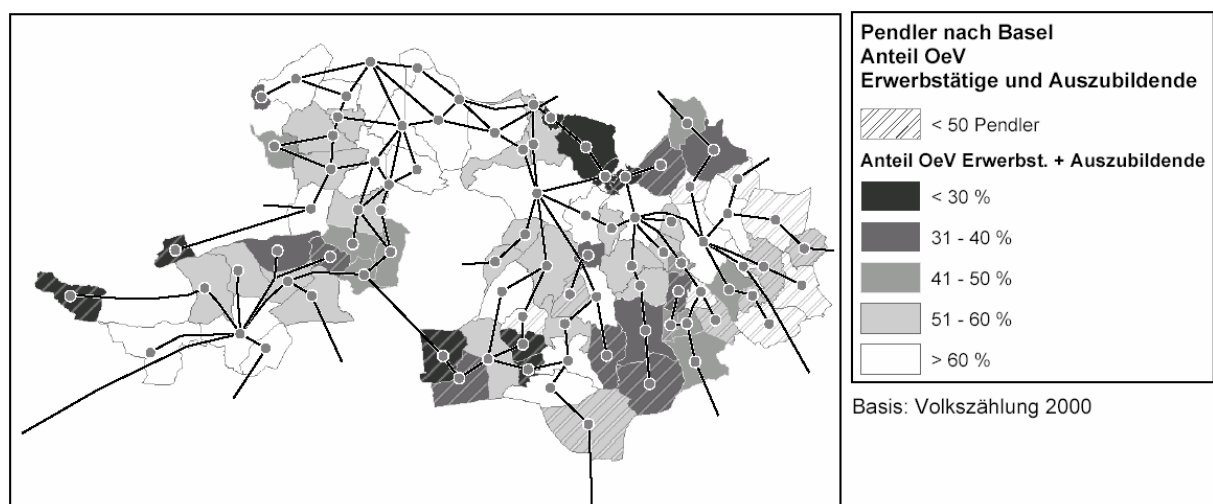 Pendler nach Basel
Anteil OeV
Erwerbstätige und Auszubildende
< 50 Pendler
Anteil OeV Erwerbst. + Auszubildende
< 30 %
31 - 40 %
41 - 50 %
51 - 60 %
> 60 %
Basis: Volkszählung 2000